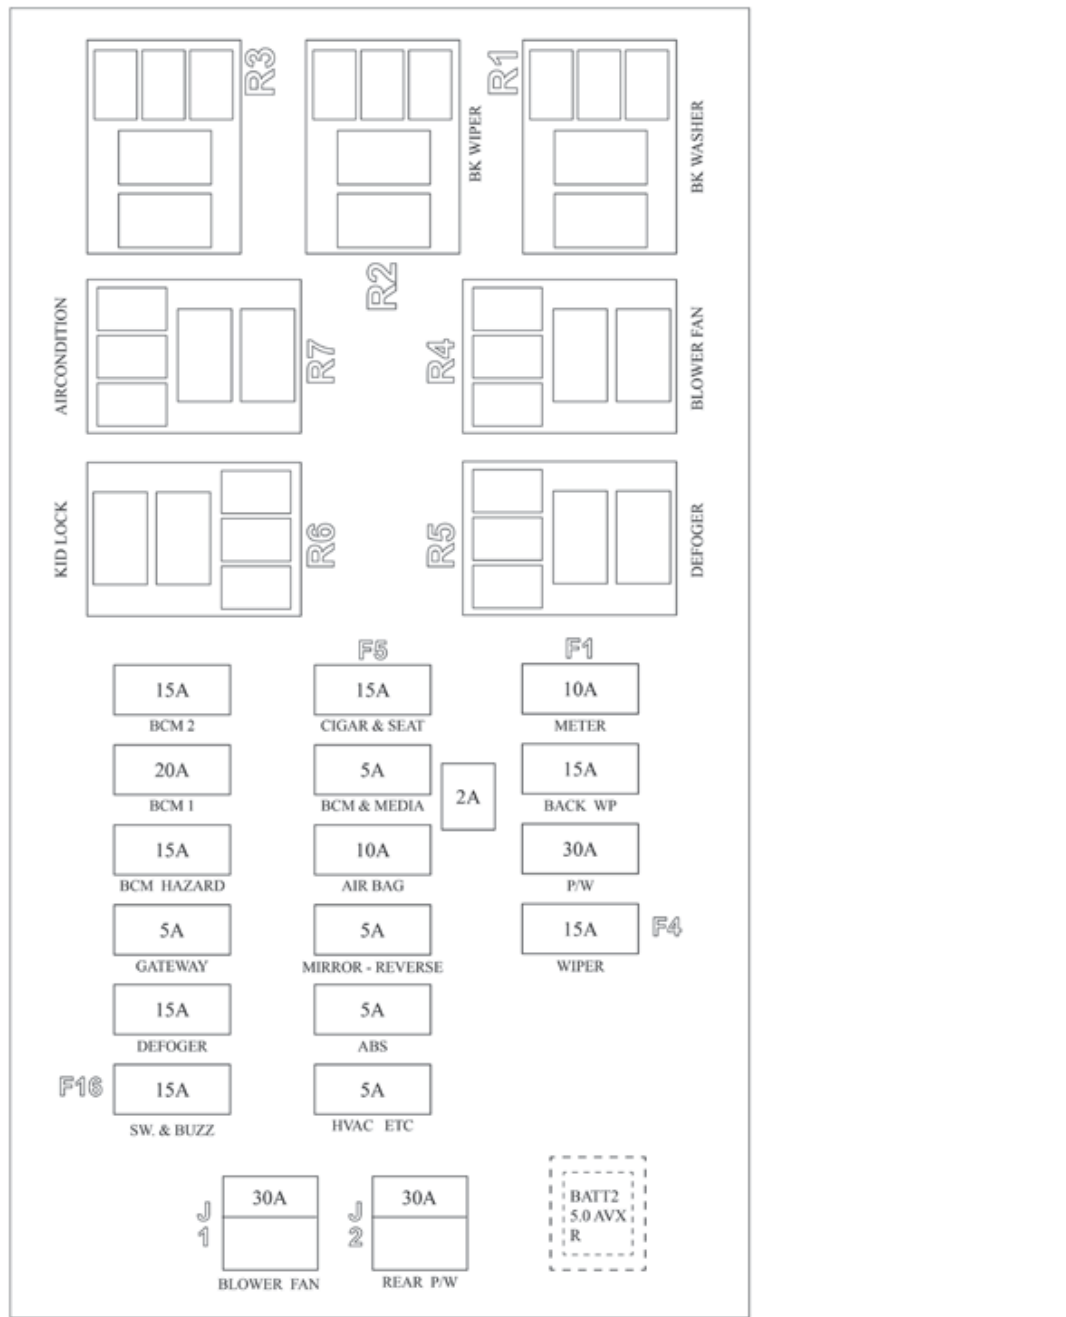 R3
BK WIPER
R1
BK WASHER
R2
AIRCONDITION
R7
R4
BLOWER FAN
KID LOCK
R6
R5
DEFOGER
F5
F1
15A
BCM 2
15A
CIGAR & SEAT
10A
METER
20A
BCM 1
5A
BCM & MEDIA
2A
15A
BACK WP
15A
BCM HAZARD
10A
AIR BAG
30A
P/W
5A
GATEWAY
5A
MIRROR - REVERSE
15A
F4
WIPER
15A
DEFOGER
5A
ABS
F16
15A
SW. & BUZZ
5A
HVAC ETC
J1
30A
BLOWER FAN
J2
30A
REAR P/W
BATT2
5.0 AVX
R